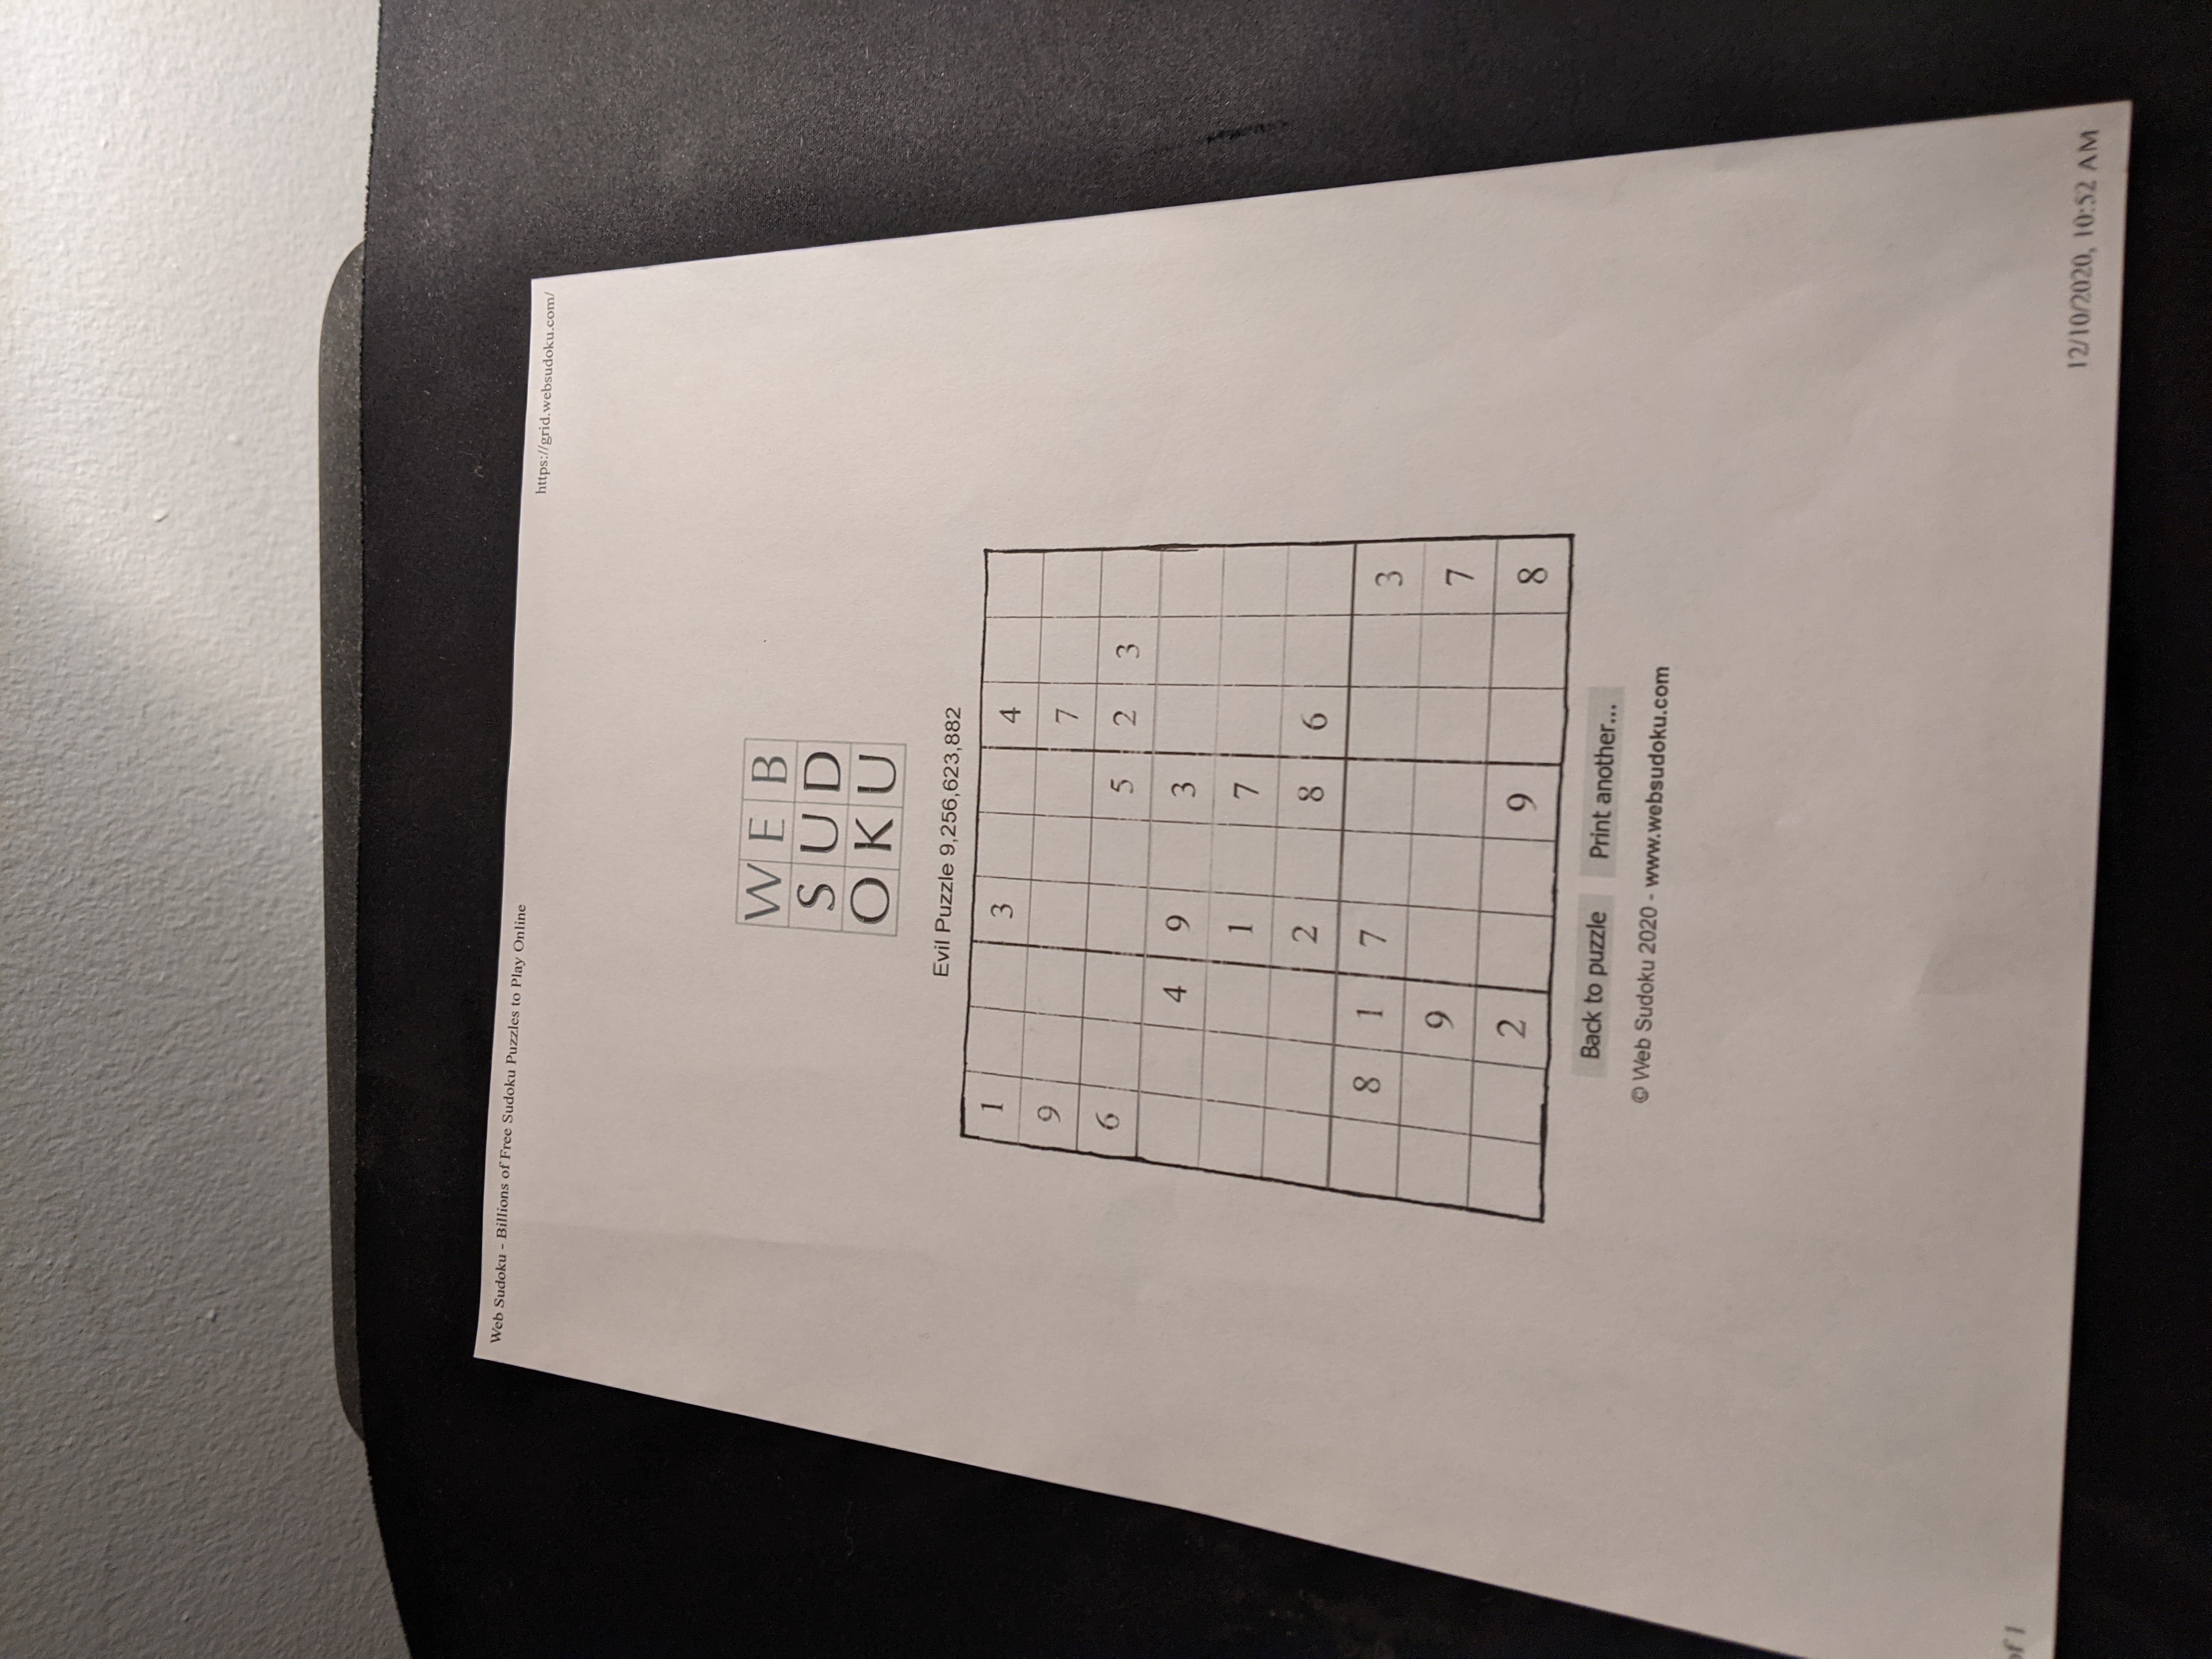 Web Sudoku - Billions of Free Sudoku Puzzles to Play Online
https://grid.websudoku.com/
W E B
S U D
O K U
Evil Puzzle 9,256,623,882
1 3 4
9 7
6 5 2 3
4 9 3
1 7
2 8 6
8 1 7 3
9 7
2 9 8
Back to puzzle Print another...
© Web Sudoku 2020 - www.websudoku.com
of 1
12/10/2020, 10:52 AM